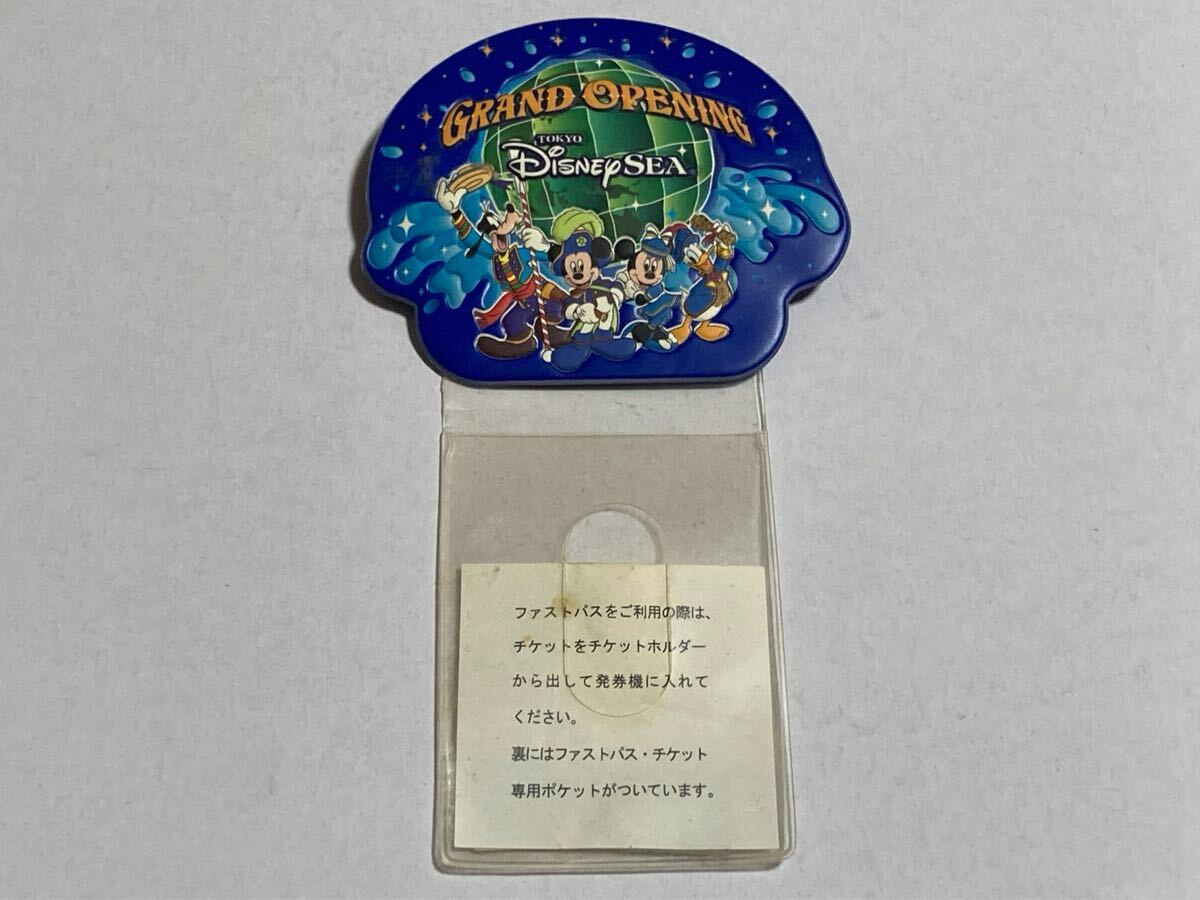 GRAND OPENING
TOKYO
DISNEYSEA®
ファストパスをご利用の際は、
チケットをチケットホルダー
から出して発券機に入れて
ください。
裏にはファストパス・チケット
専用ポケットがついています。